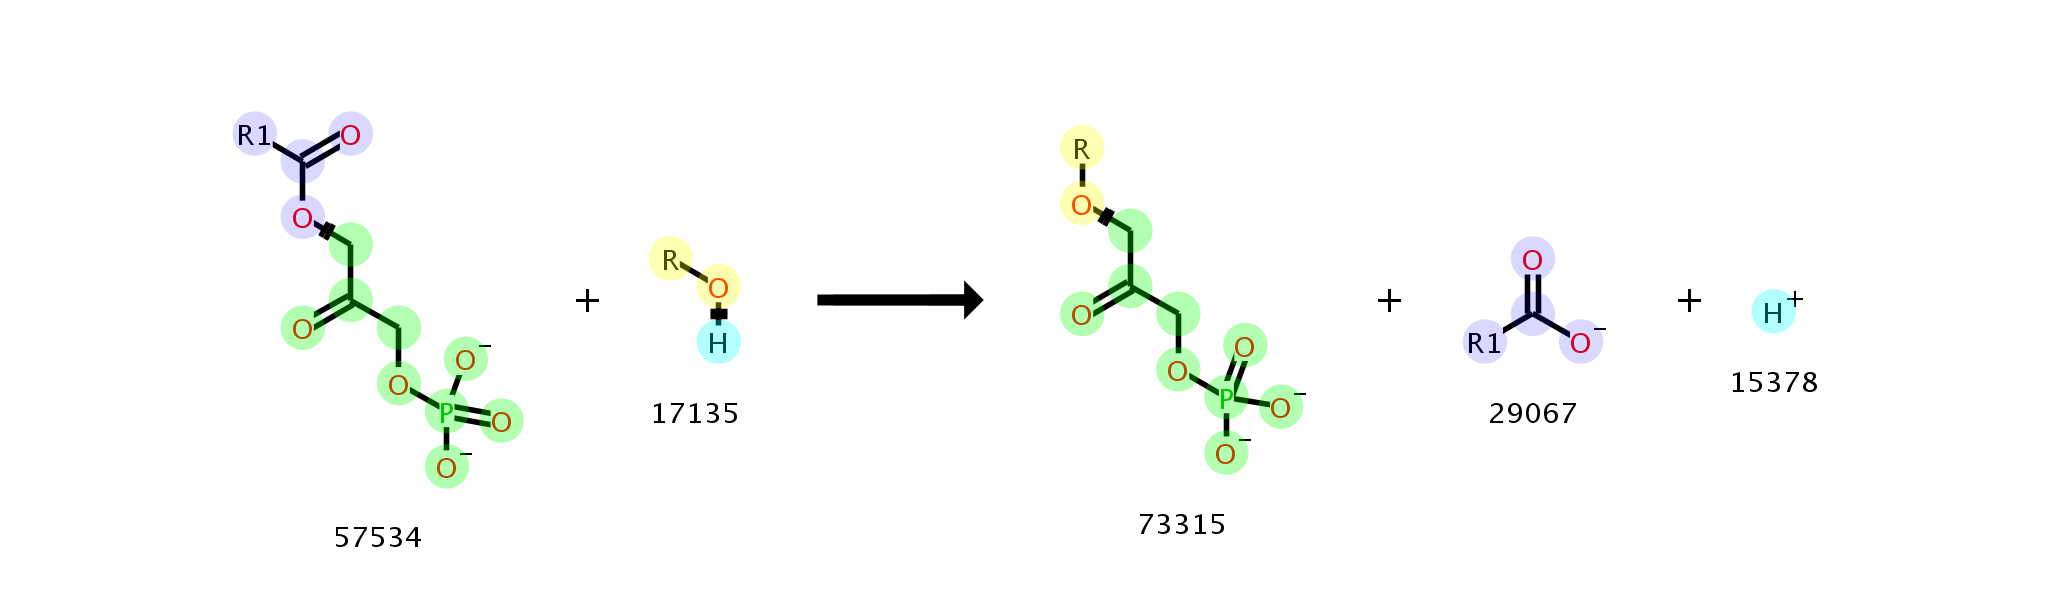 R1 O O O O O⁻ P O O⁻
57534
+
R O H
17135
+
R O O O P O O⁻ O⁻
73315
+
O R1 O⁻
29067
+
H⁺
15378